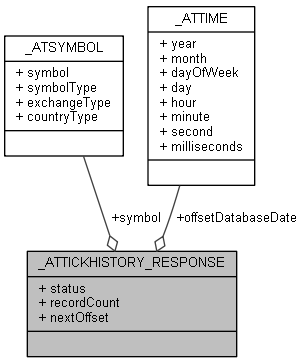 _ATSYMBOL
+ symbol
+ symbolType
+ exchangeType
+ countryType
_ATTIME
+ year
+ month
+ dayOfWeek
+ day
+ hour
+ minute
+ second
+ milliseconds
+symbol
+offsetDatabaseDate
_ATTICKHISTORY_RESPONSE
+ status
+ recordCount
+ nextOffset